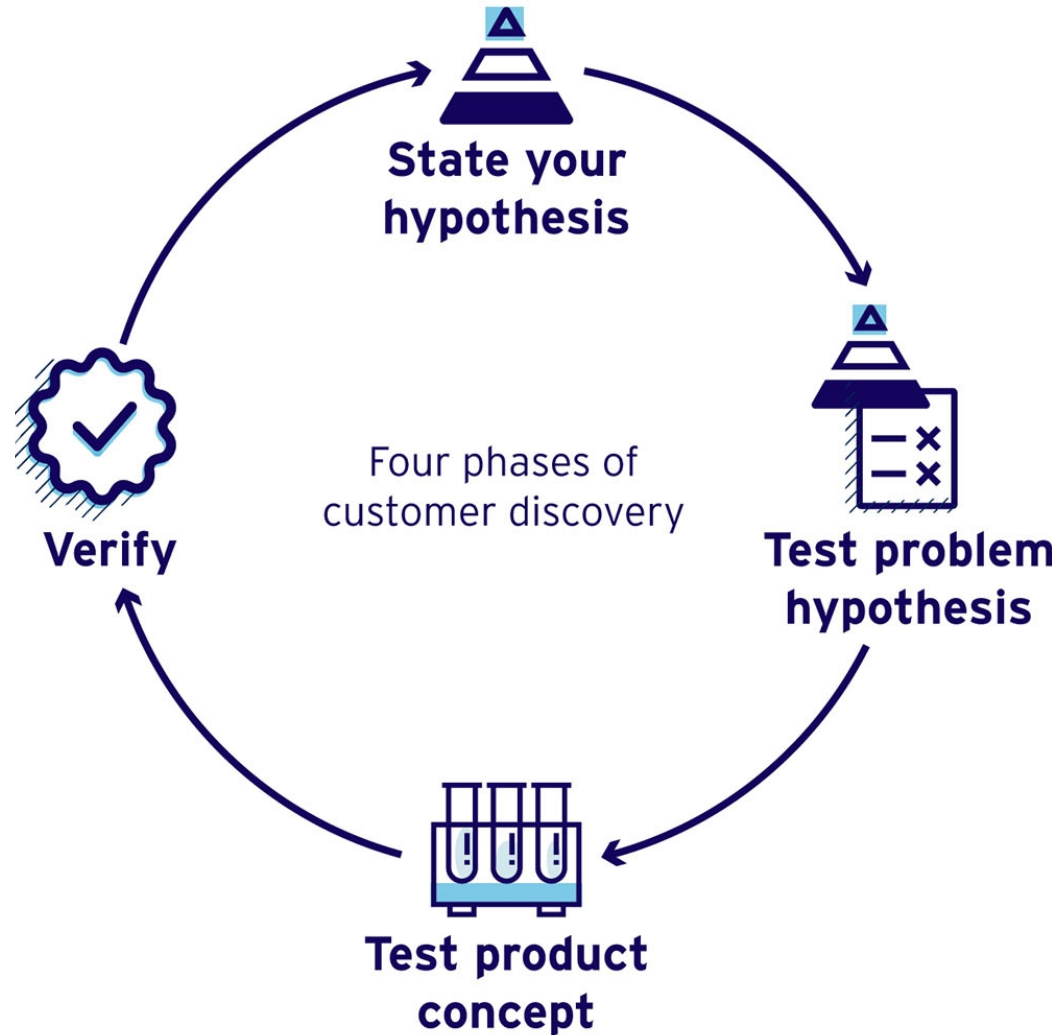 State your
hypothesis
Test problem
hypothesis
Test product
concept
Verify
Four phases of
customer discovery